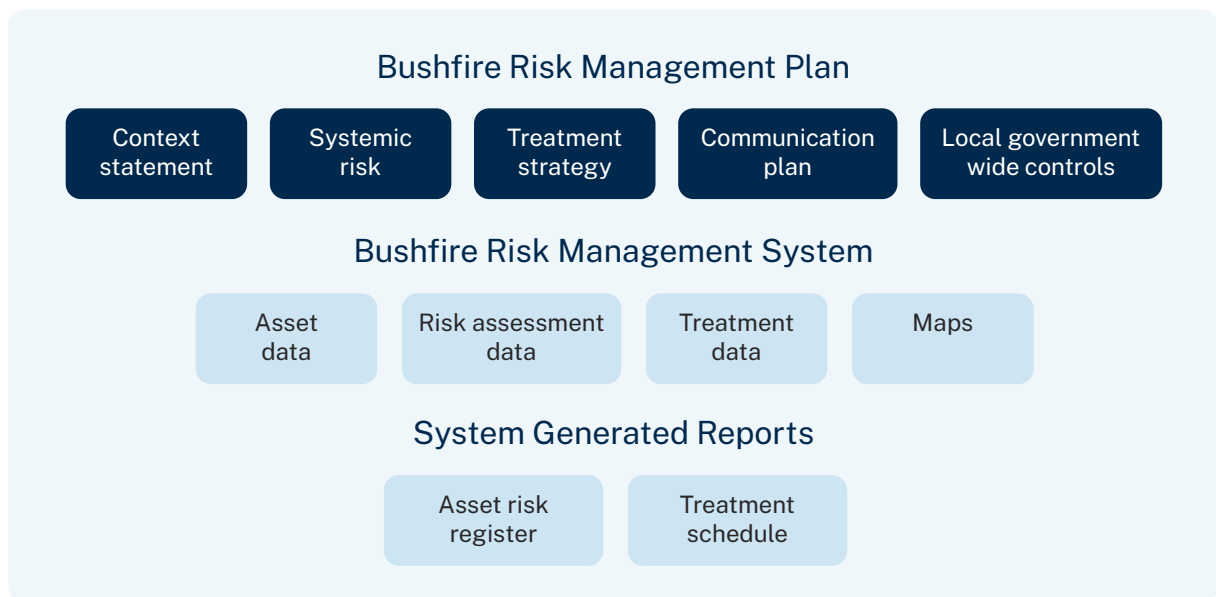 Bushfire Risk Management Plan
Context
statement
Systemic
risk
Treatment
strategy
Communication
plan
Local government
wide controls
Bushfire Risk Management System
Asset
data
Risk assessment
data
Treatment
data
Maps
System Generated Reports
Asset risk
register
Treatment
schedule